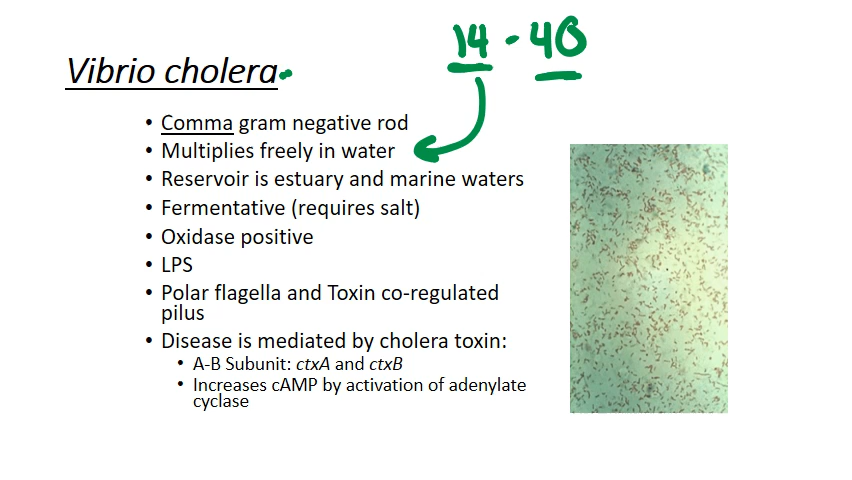 14 - 40
Vibrio cholera
• Comma gram negative rod
• Multiplies freely in water
• Reservoir is estuary and marine waters
• Fermentative (requires salt)
• Oxidase positive
• LPS
• Polar flagella and Toxin co-regulated
pilus
• Disease is mediated by cholera toxin:
• A-B Subunit: ctxA and ctxB
• Increases cAMP by activation of adenylate
cyclase